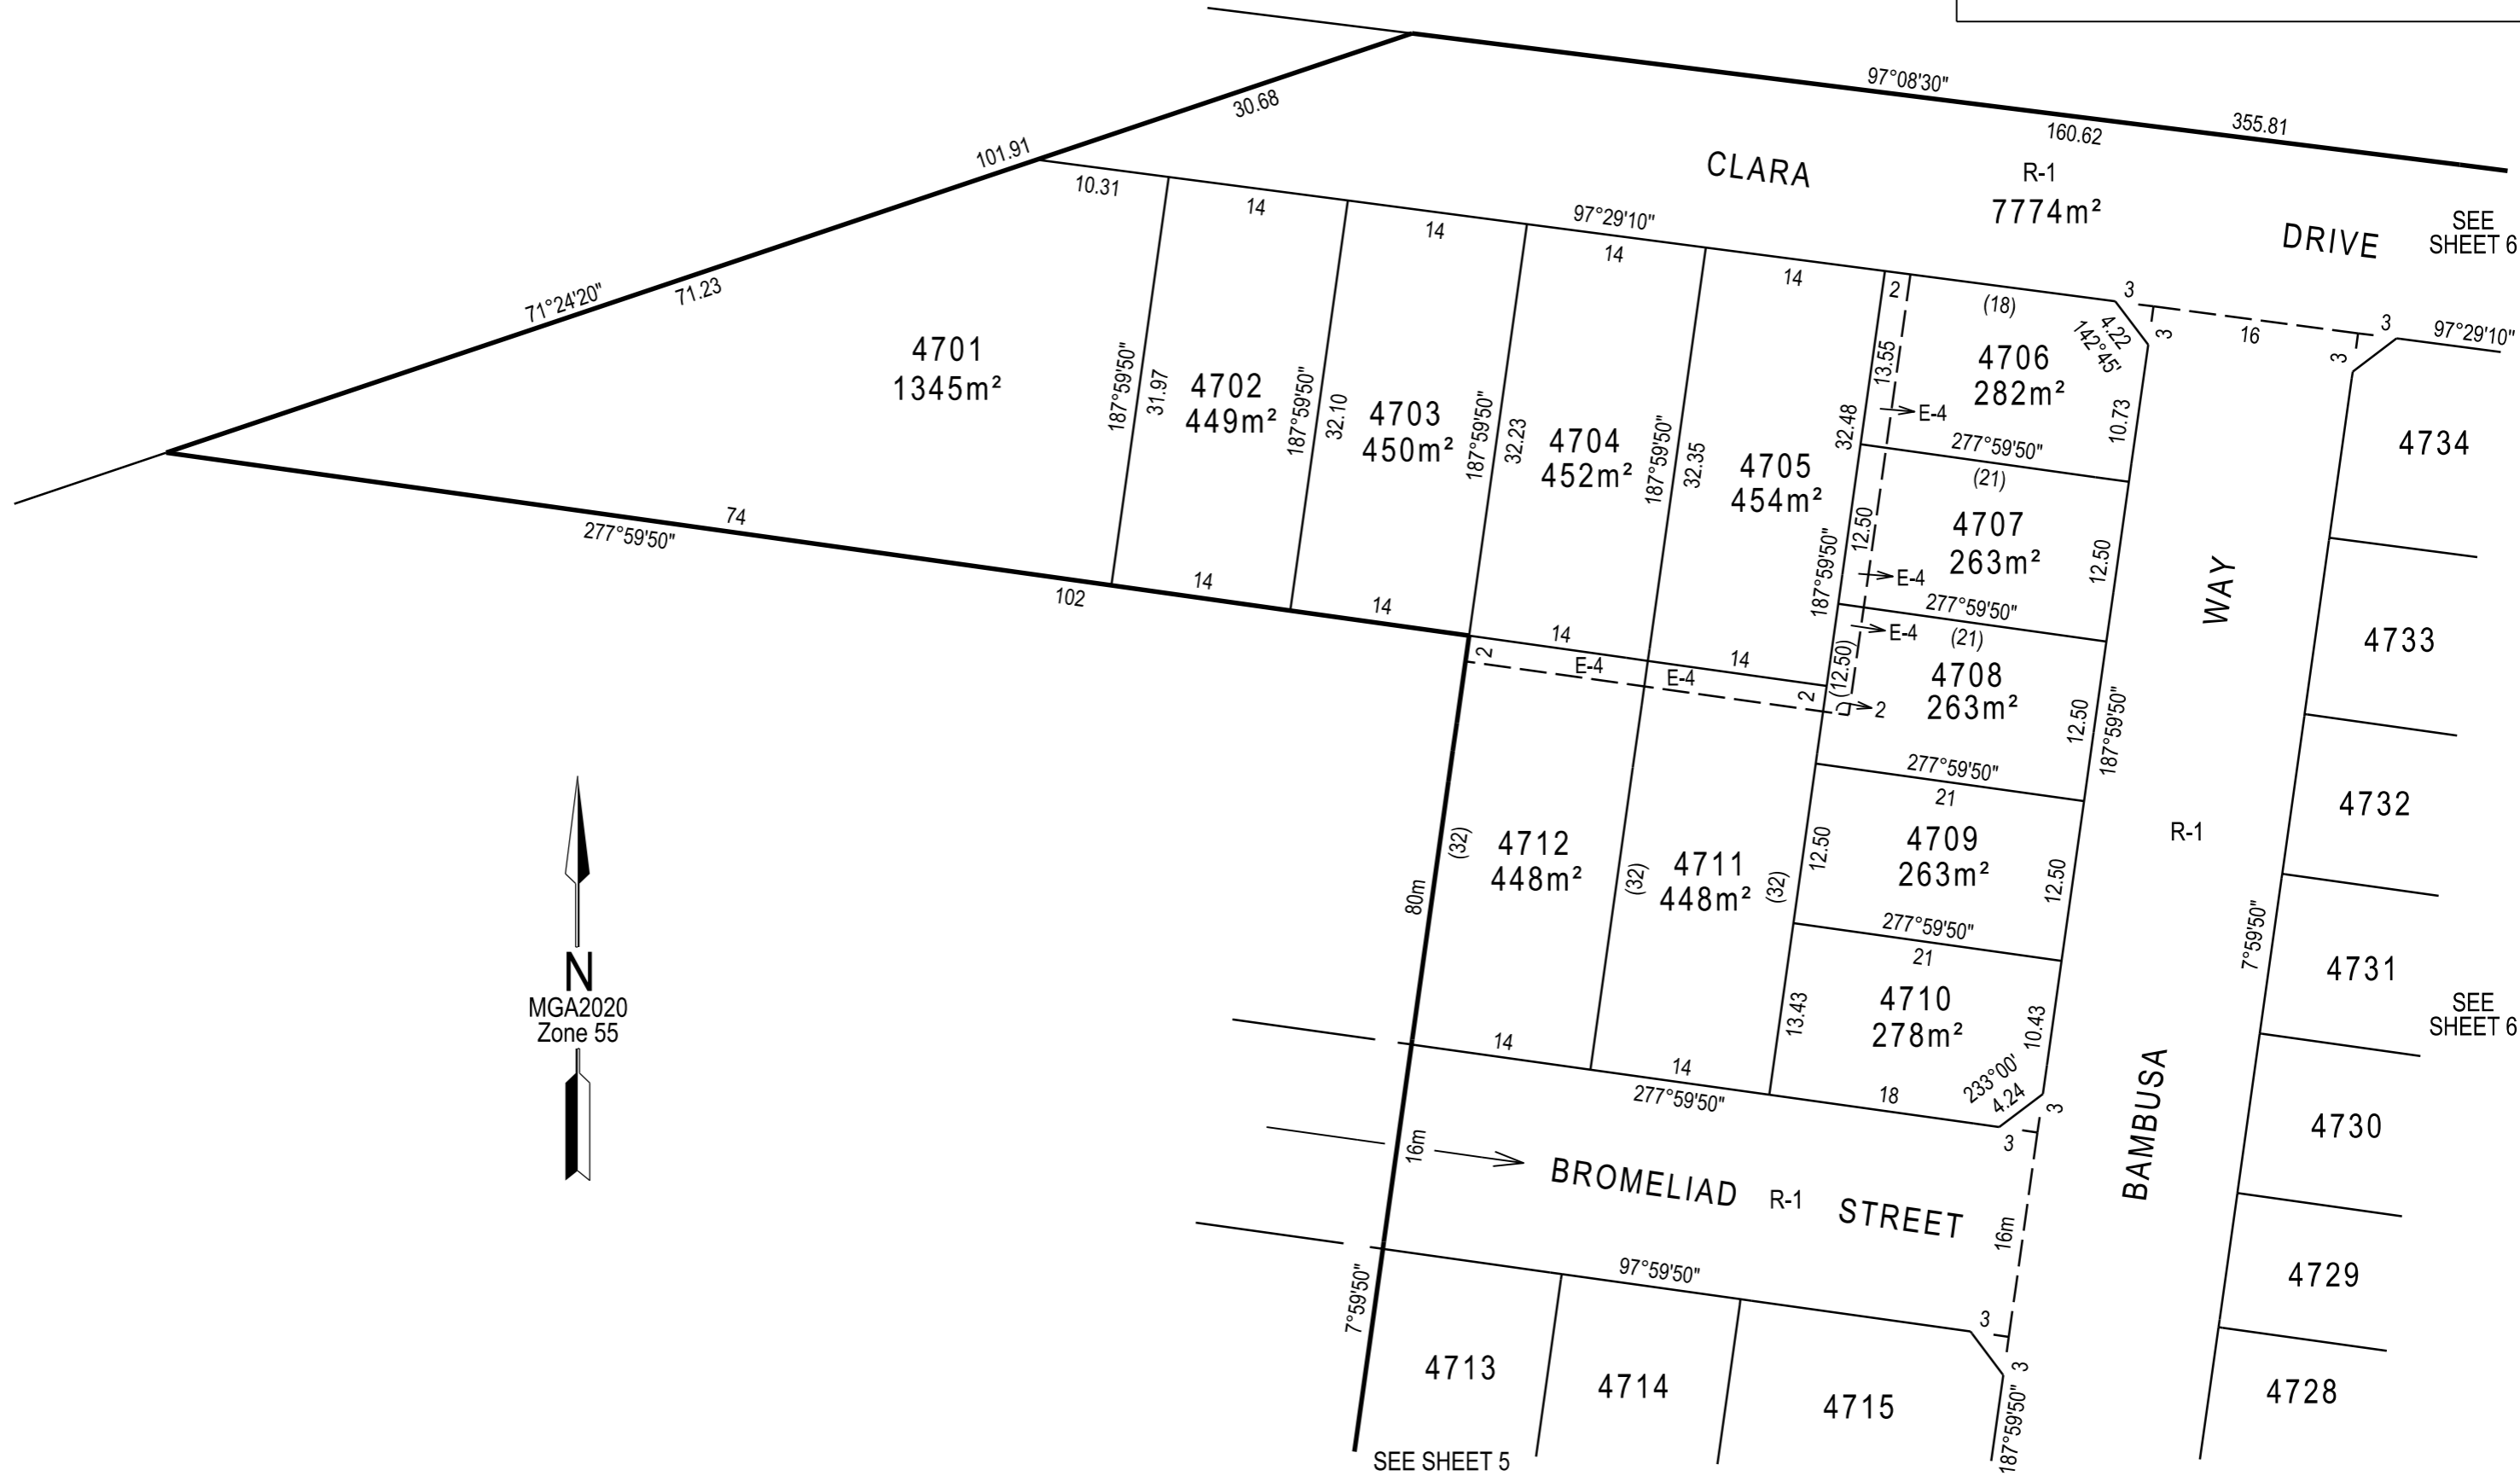 97°08'30"
355.81
160.62
30.68
101.91
CLARA
R-1
7774m²
DRIVE
SEE
SHEET 6
10.31
14
14
97°29'10"
14
14
71°24'20"
71.23
2
(18)
3
4.22
142°45'
3
16
3
3
97°29'10"
4701
1345m²
187°59'50"
31.97
4702
449m²
187°59'50"
32.10
4703
450m²
187°59'50"
32.23
4704
452m²
187°59'50"
32.35
4705
454m²
32.48
187°59'50"
13.55
E-4
4706
282m²
10.73
277°59'50"
(21)
12.50
E-4
4707
263m²
12.50
277°59'50"
(21)
E-4
(12.50)
4708
263m²
2
12.50
187°59'50"
4734
4733
WAY
74
277°59'50"
102
14
14
14
14
2
E-4
E-4
2
277°59'50"
21
12.50
4709
263m²
12.50
R-1
4732
(32)
80m
4712
448m²
(32)
4711
448m²
(32)
277°59'50"
21
13.43
4710
278m²
10.43
233°00'
4.24
3
3
7°59'50"
4731
SEE
SHEET 6
N
MGA2020
Zone 55
14
14
277°59'50"
18
BAMBUSA
4730
16m
BROMELIAD
R-1
STREET
16m
4729
7°59'50"
97°59'50"
3
3
4713
4714
4715
187°59'50"
4728
SEE SHEET 5